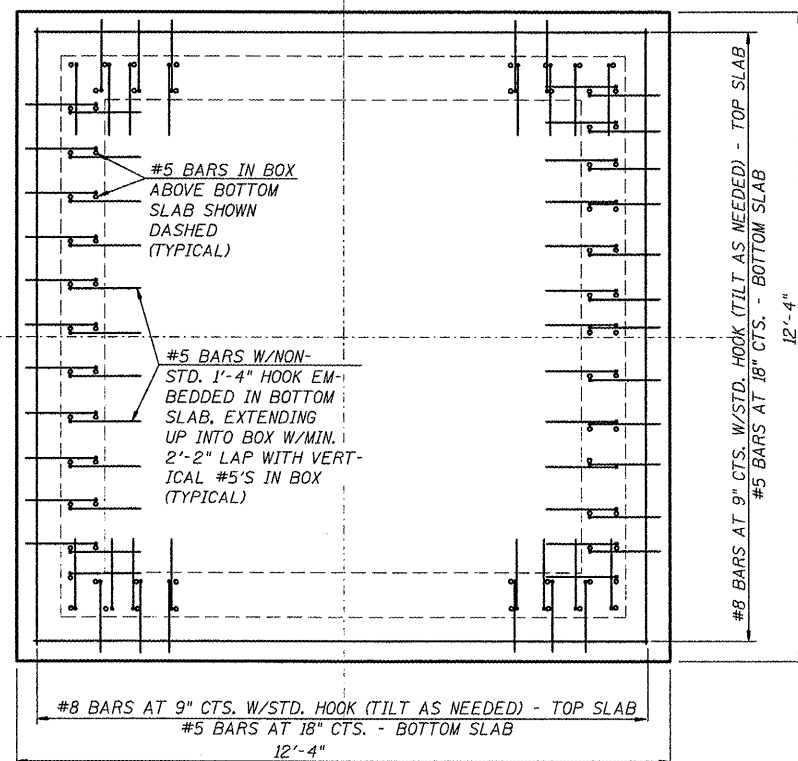 #5 BARS IN BOX
ABOVE BOTTOM
SLAB SHOWN
DASHED
(TYPICAL)
#5 BARS W/NON-
STD. 1'-4" HOOK EM-
BEDDED IN BOTTOM
SLAB, EXTENDING
UP INTO BOX W/MIN.
2'-2" LAP WITH VERT-
ICAL #5'S IN BOX
(TYPICAL)
#8 BARS AT 9" CTS. W/STD. HOOK (TILT AS NEEDED) - TOP SLAB
#5 BARS AT 18" CTS. - BOTTOM SLAB
12'-4"
#8 BARS AT 9" CTS. W/STD. HOOK (TILT AS NEEDED) - TOP SLAB
#5 BARS AT 18" CTS. - BOTTOM SLAB
12'-4"